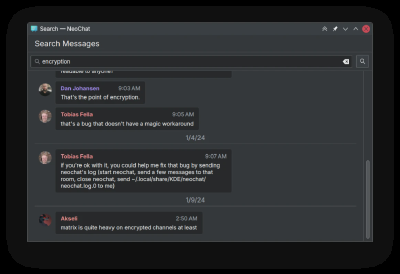 Search — NeoChat
Search Messages
encryption
readable to anyone?
Dan Johansen 9:03 AM
That's the point of encryption.
Tobias Fella 9:05 AM
that's a bug that doesn't have a magic workaround
1/4/24
Tobias Fella 9:07 AM
If you're ok with it, you could help me fix that bug by sending
neochat's log (start neochat, send a few messages to that
room, close neochat, send ~/.local/share/KDE/neochat/
neochat.log.0 to me)
1/9/24
Akseli 2:50 AM
matrix is quite heavy on encrypted channels at least